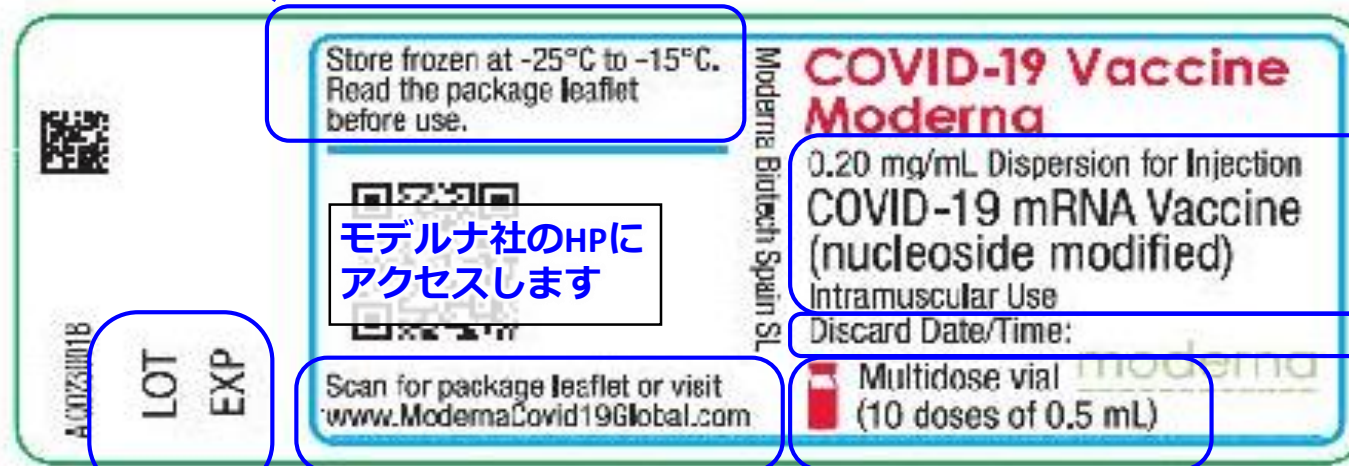 Store frozen at -25°C to -15°C.
Read the package leaflet
before use.
モデルナ社のHPに
アクセスします
Scan for package leaflet or visit
www.ModernaCovid19Global.com
LOT
EXP
Moderna Biotech Spain SL
COVID-19 Vaccine
Moderna
0.20 mg/mL Dispersion for Injection
COVID-19 mRNA Vaccine
(nucleoside modified)
Intramuscular Use
Discard Date/Time:
moderna
Multidose vial
(10 doses of 0.5 mL)